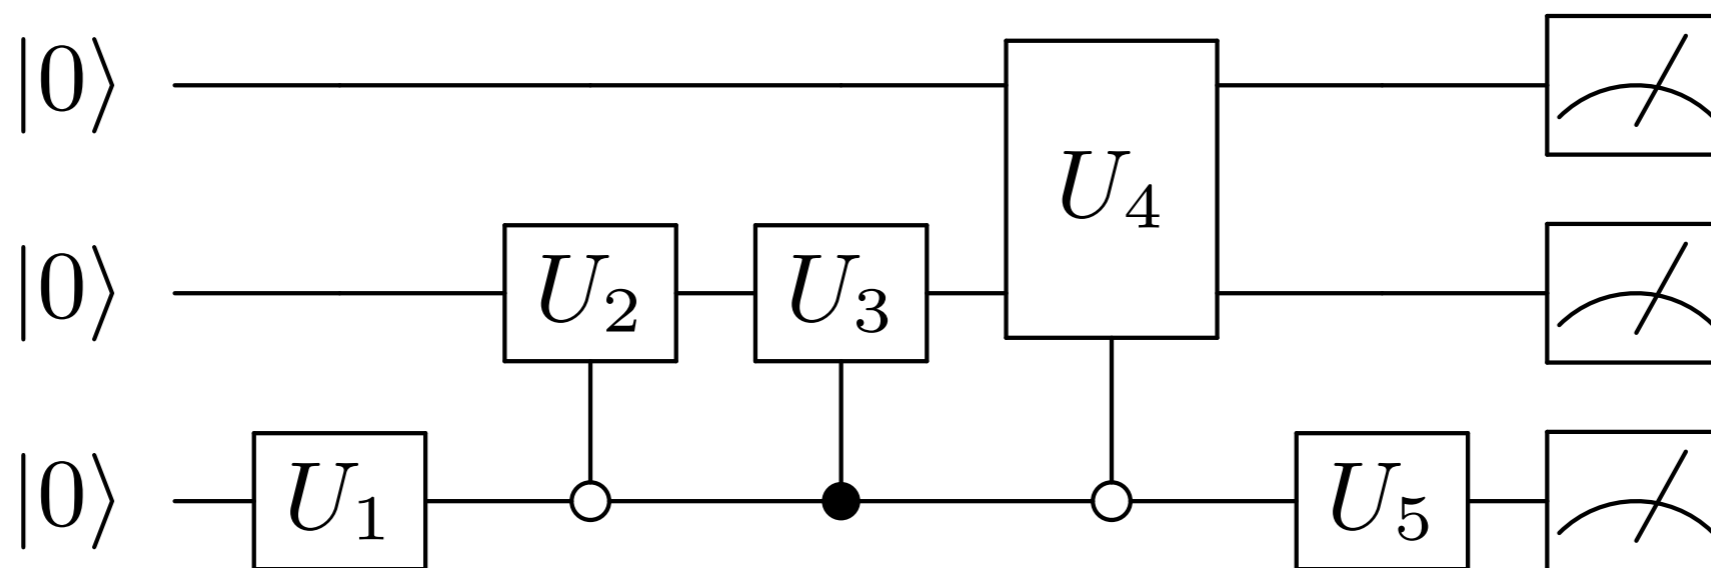 |0⟩ U₄
|0⟩ U₂ U₃
|0⟩ U₁ U₅